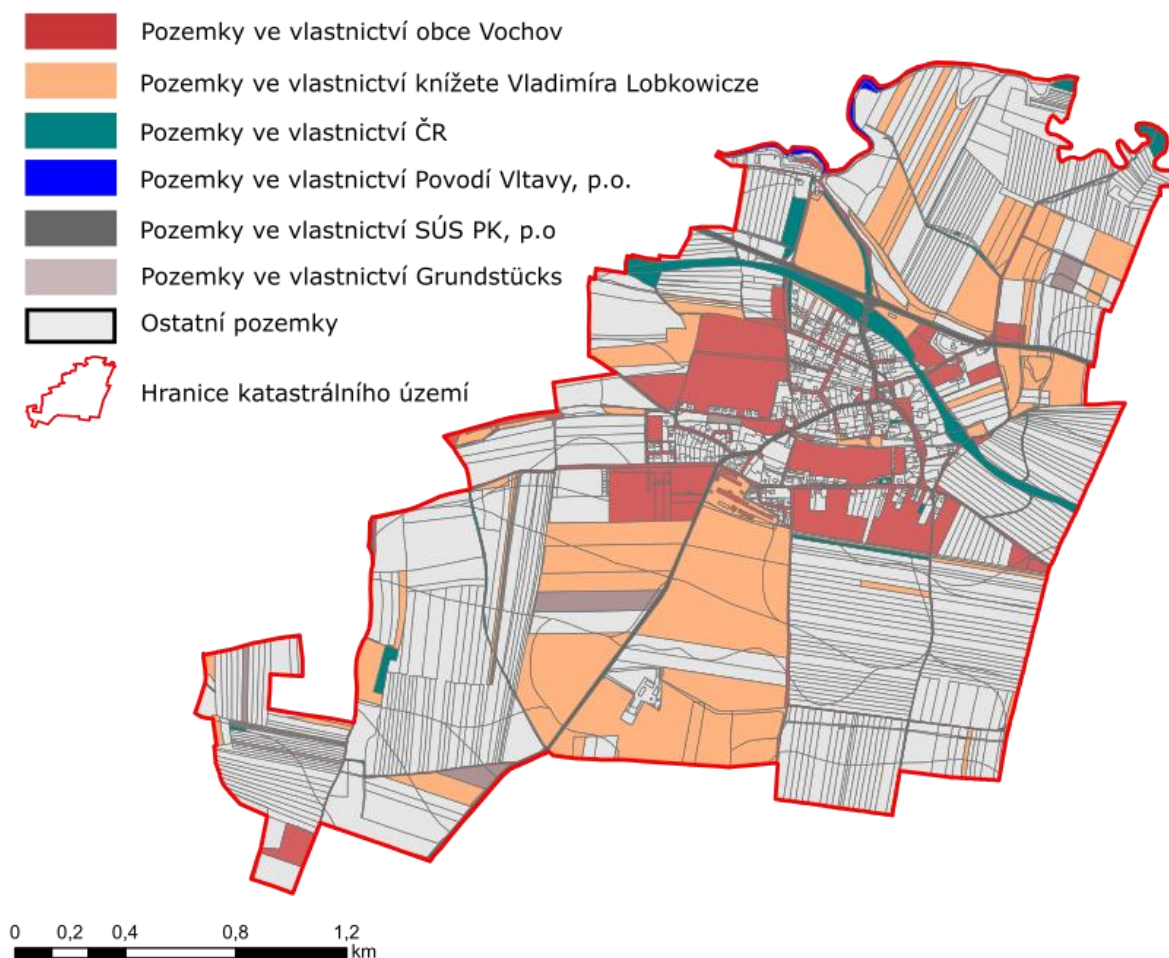 Pozemky ve vlastnictví obce Vochov
Pozemky ve vlastnictví knížete Vladimíra Lobkowicze
Pozemky ve vlastnictví ČR
Pozemky ve vlastnictví Povodí Vltavy, p.o.
Pozemky ve vlastnictví SÚS PK, p.o
Pozemky ve vlastnictví Grundstücks
Ostatní pozemky
Hranice katastrálního území
0 0,2 0,4 0,8 1,2
km